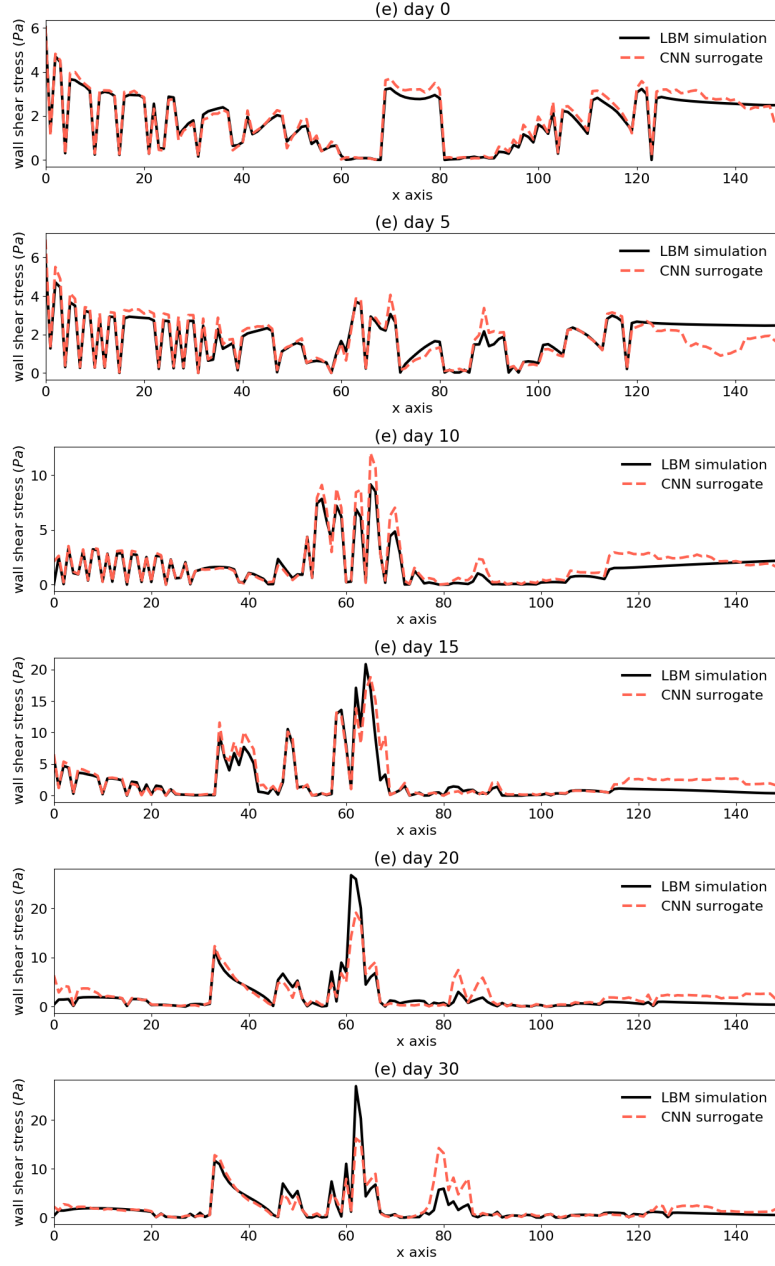 (e) day 0
wall shear stress (Pa)
6
4
2
0
LBM simulation
CNN surrogate
0 20 40 60 80 100 120 140
x axis
(e) day 5
wall shear stress (Pa)
6
4
2
0
LBM simulation
CNN surrogate
0 20 40 60 80 100 120 140
x axis
(e) day 10
wall shear stress (Pa)
10
5
0
LBM simulation
CNN surrogate
0 20 40 60 80 100 120 140
x axis
(e) day 15
wall shear stress (Pa)
20
15
10
5
0
LBM simulation
CNN surrogate
0 20 40 60 80 100 120 140
x axis
(e) day 20
wall shear stress (Pa)
20
10
0
LBM simulation
CNN surrogate
0 20 40 60 80 100 120 140
x axis
(e) day 30
wall shear stress (Pa)
20
10
0
LBM simulation
CNN surrogate
0 20 40 60 80 100 120 140
x axis